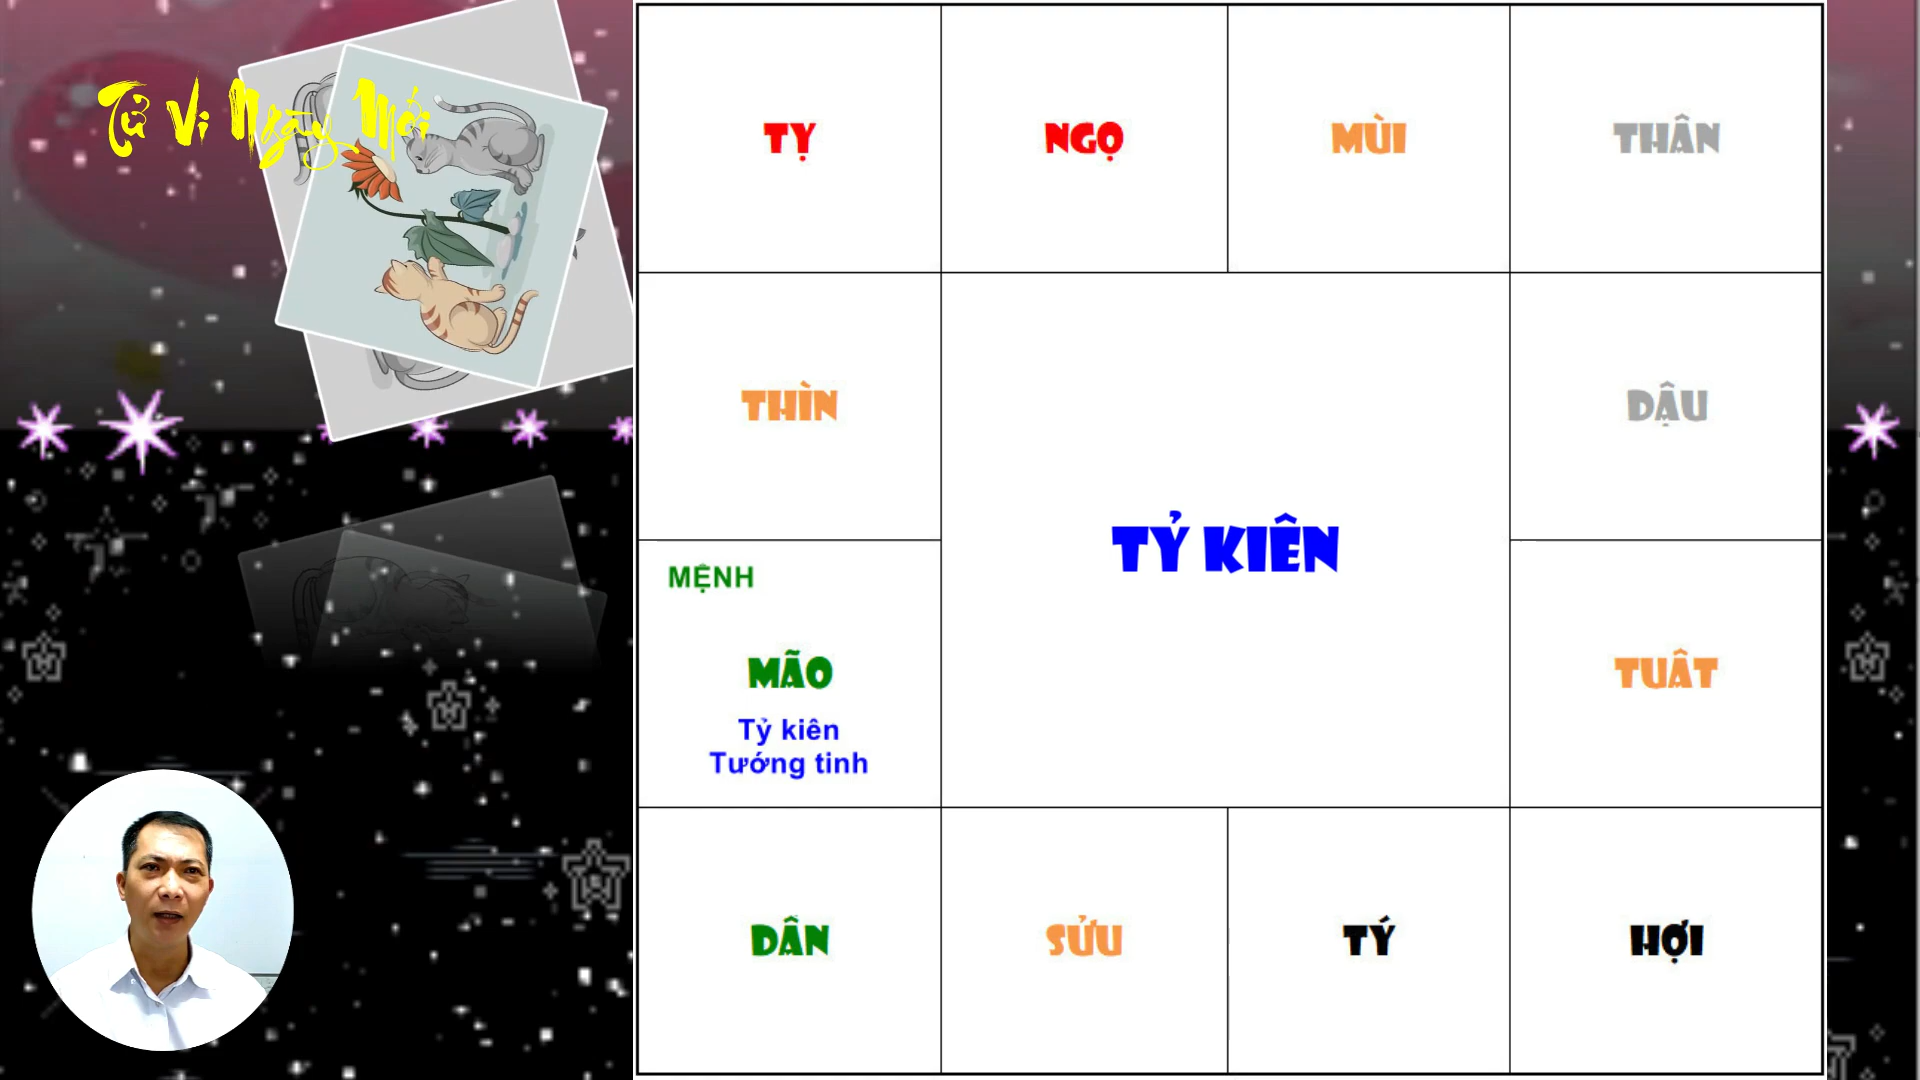 Tử Vi Ngày Mới
TỴ
NGỌ
MÙI
THÂN
THÌN
DẬU
TỶ KIÊN
MỆNH
MÃO
Tỷ kiên
Tướng tinh
TUẤT
DẦN
SỬU
TÝ
HỢI